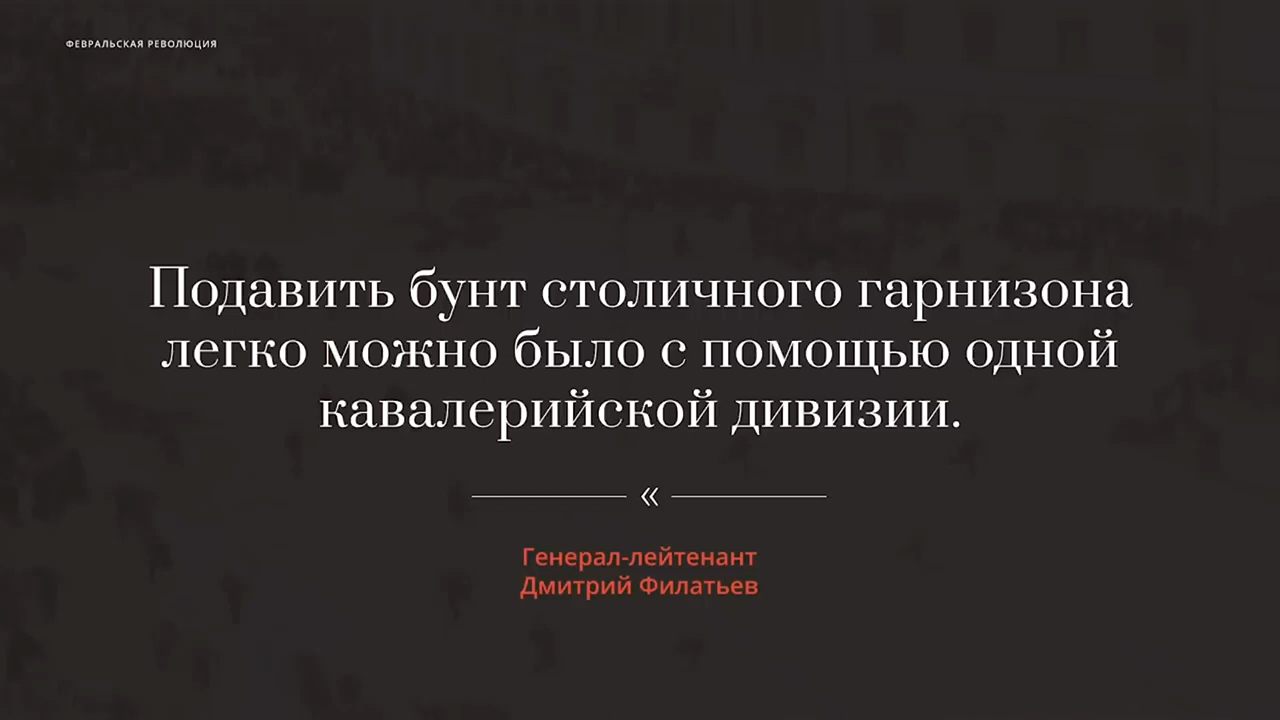 ФЕВРАЛЬСКАЯ РЕВОЛЮЦИЯ
Подавить бунт столичного гарнизона
легко можно было с помощью одной
кавалерийской дивизии.
«
Генерал-лейтенант
Дмитрий Филатьев